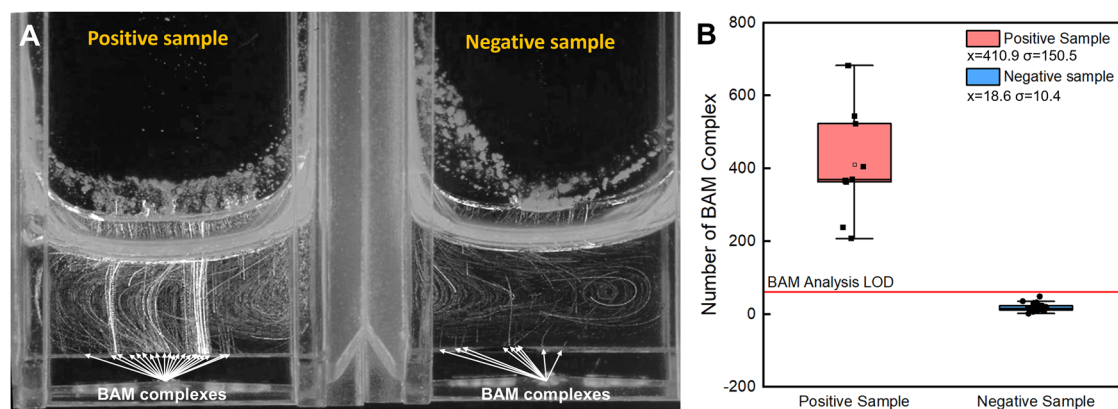 A
Positive sample
Negative sample
BAM complexes
BAM complexes
B
Number of BAM Complex
800
600
400
200
0
-200
Positive Sample
x=410.9 σ=150.5
Negative sample
x=18.6 σ=10.4
BAM Analysis LOD
Positive Sample
Negative Sample